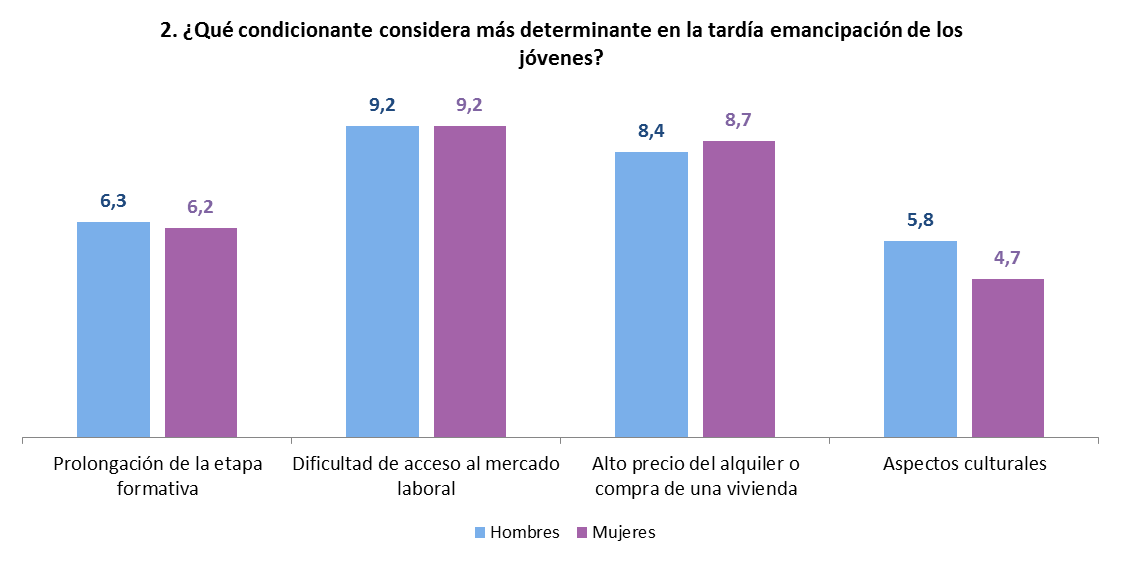 2. ¿Qué condicionante considera más determinante en la tardía emancipación de los
jóvenes?
9,2 9,2
8,4 8,7
6,3 6,2
5,8
4,7
Prolongación de la etapa
formativa
Dificultad de acceso al mercado
laboral
Alto precio del alquiler o
compra de una vivienda
Aspectos culturales
Hombres Mujeres